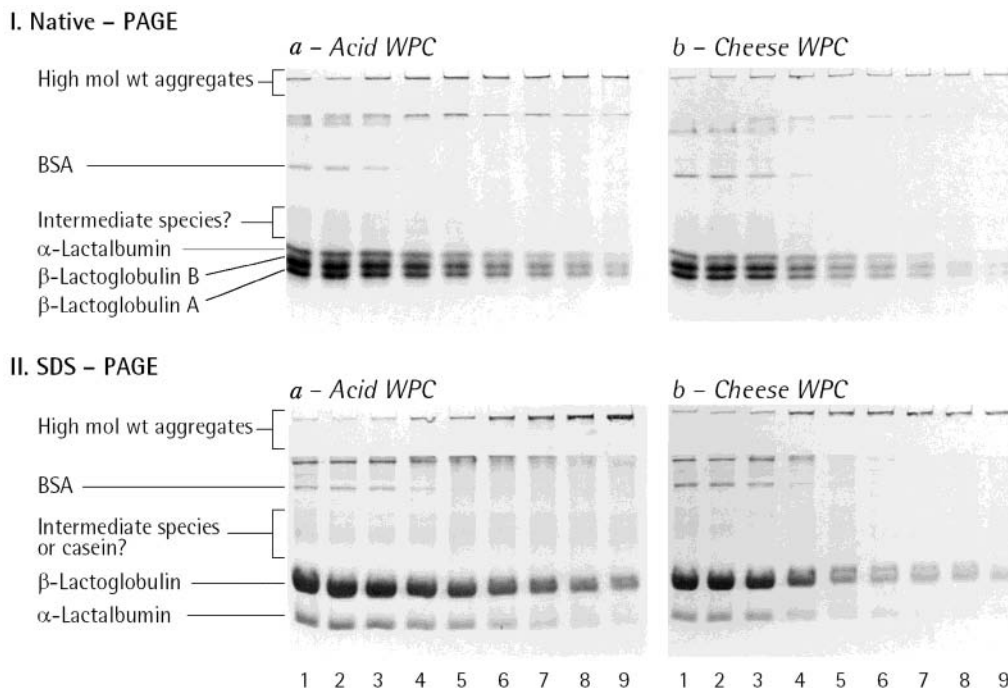 I. Native – PAGE
a – Acid WPC
b – Cheese WPC
High mol wt aggregates
BSA
Intermediate species?
α-Lactalbumin
β-Lactoglobulin B
β-Lactoglobulin A
II. SDS – PAGE
a – Acid WPC
b – Cheese WPC
High mol wt aggregates
BSA
Intermediate species
or casein?
β-Lactoglobulin
α-Lactalbumin
1 2 3 4 5 6 7 8 9
1 2 3 4 5 6 7 8 9